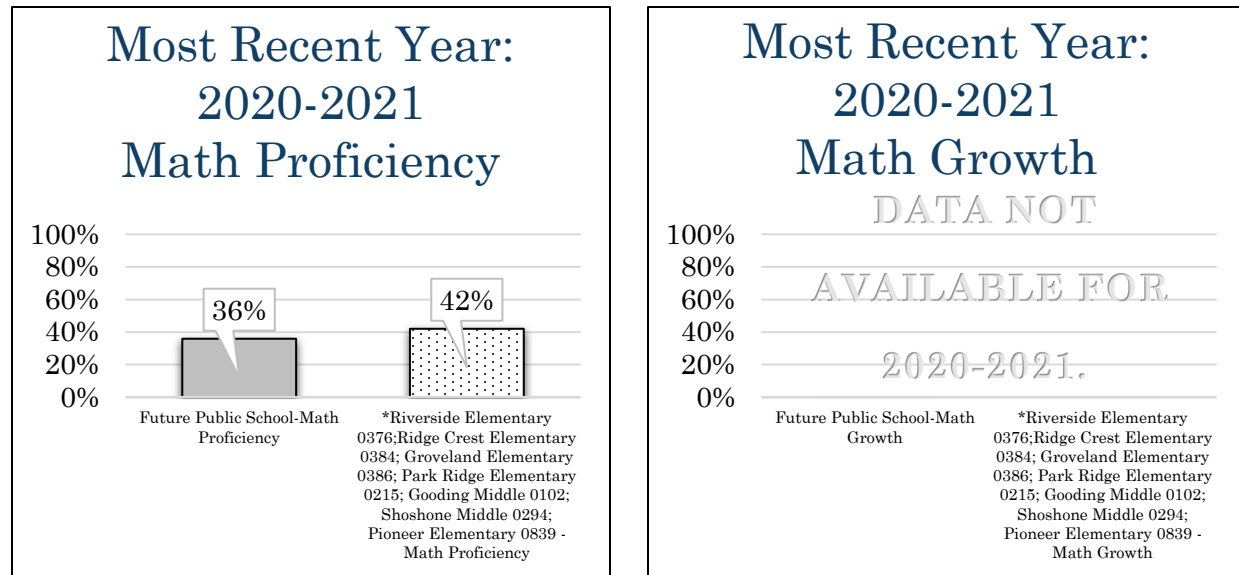 Most Recent Year:
2020-2021
Math Proficiency
100%
80%
60%
40%
20%
0%
36%
42%
Future Public School-Math
Proficiency
*Riverside Elementary
0376;Ridge Crest Elementary
0384; Groveland Elementary
0386; Park Ridge Elementary
0215; Gooding Middle 0102;
Shoshone Middle 0294;
Pioneer Elementary 0839 -
Math Proficiency
Most Recent Year:
2020-2021
Math Growth
DATA NOT
AVAILABLE FOR
2020-2021.
100%
80%
60%
40%
20%
0%
Future Public School-Math
Growth
*Riverside Elementary
0376;Ridge Crest Elementary
0384; Groveland Elementary
0386; Park Ridge Elementary
0215; Gooding Middle 0102;
Shoshone Middle 0294;
Pioneer Elementary 0839 -
Math Growth